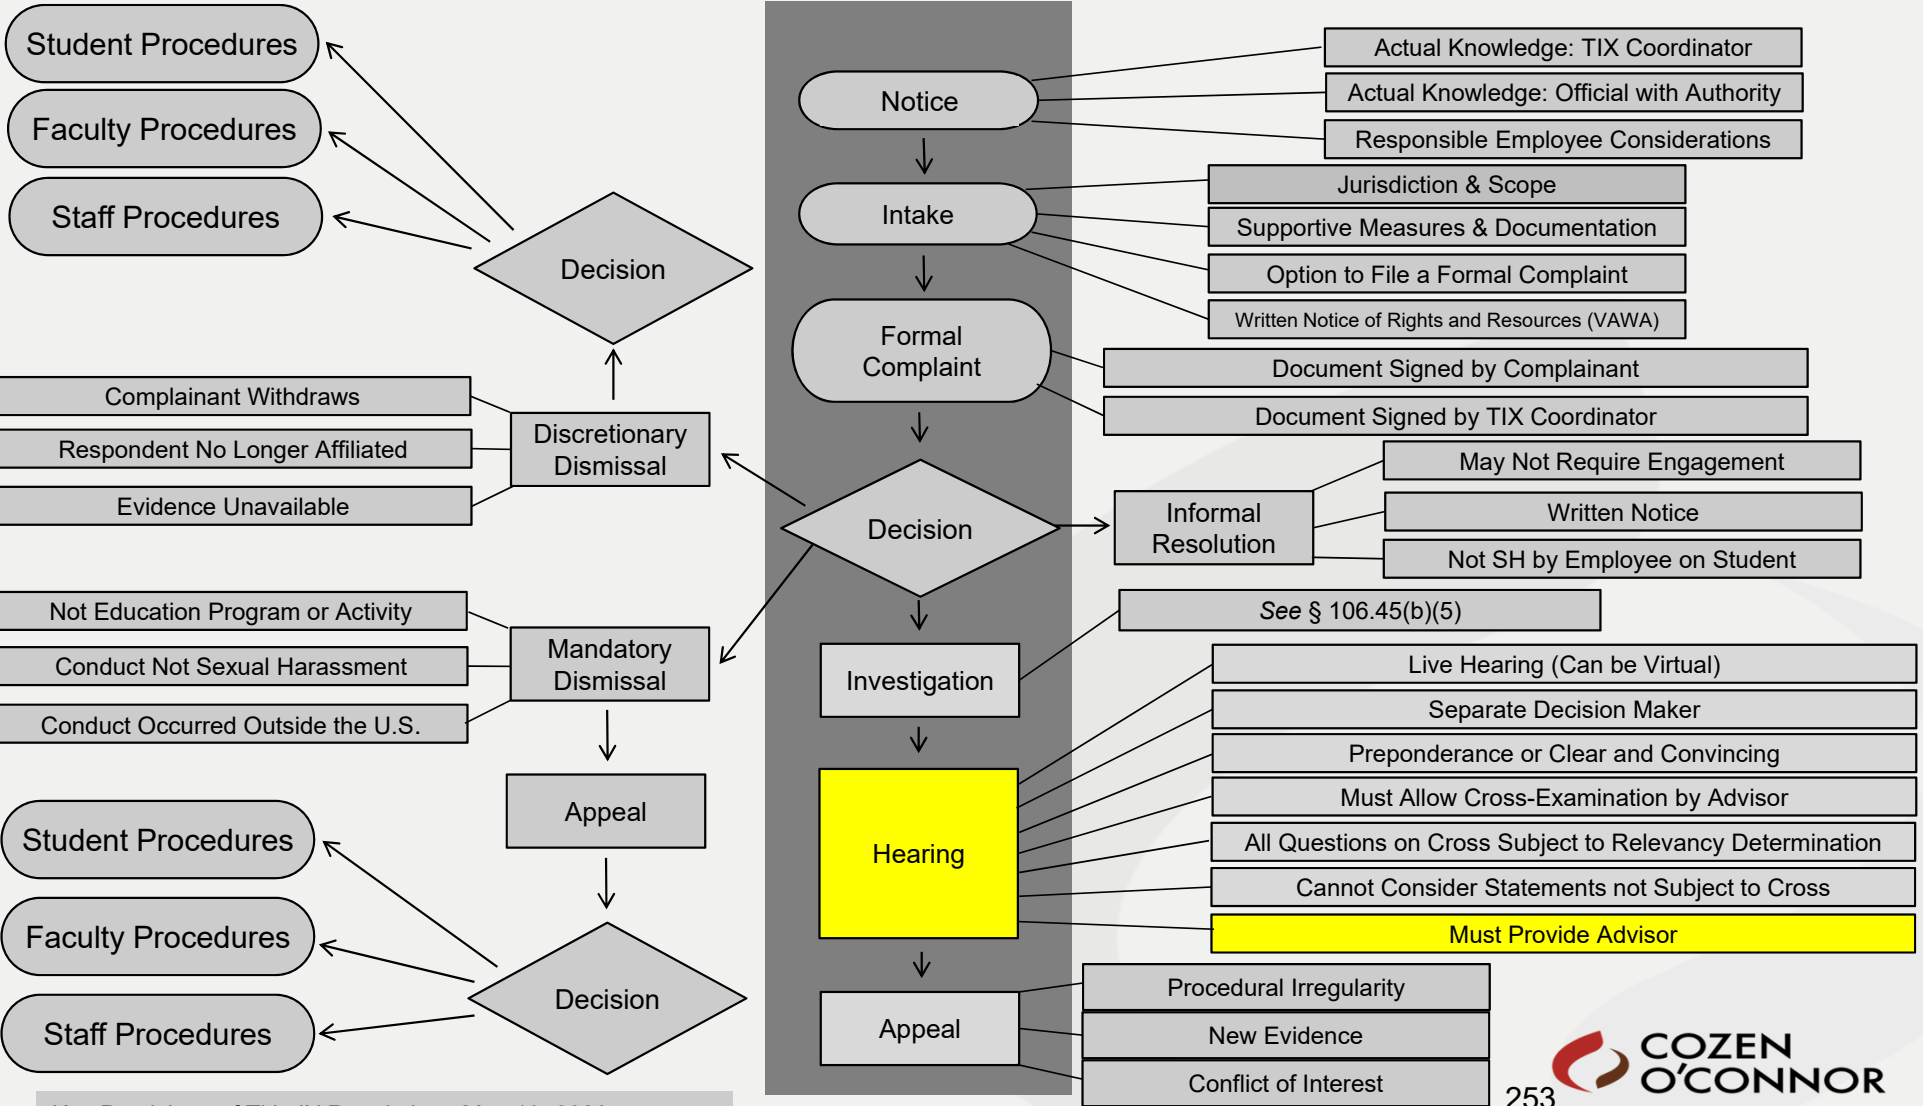 Student Procedures
Faculty Procedures
Staff Procedures
Decision
Complainant Withdraws
Respondent No Longer Affiliated
Evidence Unavailable
Discretionary
Dismissal
Not Education Program or Activity
Conduct Not Sexual Harassment
Conduct Occurred Outside the U.S.
Mandatory
Dismissal
Appeal
Student Procedures
Faculty Procedures
Staff Procedures
Decision
Notice
Intake
Formal
Complaint
Decision
Investigation
Hearing
Appeal
Actual Knowledge: TIX Coordinator
Actual Knowledge: Official with Authority
Responsible Employee Considerations
Jurisdiction & Scope
Supportive Measures & Documentation
Option to File a Formal Complaint
Written Notice of Rights and Resources (VAWA)
Document Signed by Complainant
Document Signed by TIX Coordinator
Informal
Resolution
May Not Require Engagement
Written Notice
Not SH by Employee on Student
See § 106.45(b)(5)
Live Hearing (Can be Virtual)
Separate Decision Maker
Preponderance or Clear and Convincing
Must Allow Cross-Examination by Advisor
All Questions on Cross Subject to Relevancy Determination
Cannot Consider Statements not Subject to Cross
Must Provide Advisor
Procedural Irregularity
New Evidence
Conflict of Interest
253
COZEN
O'CONNOR